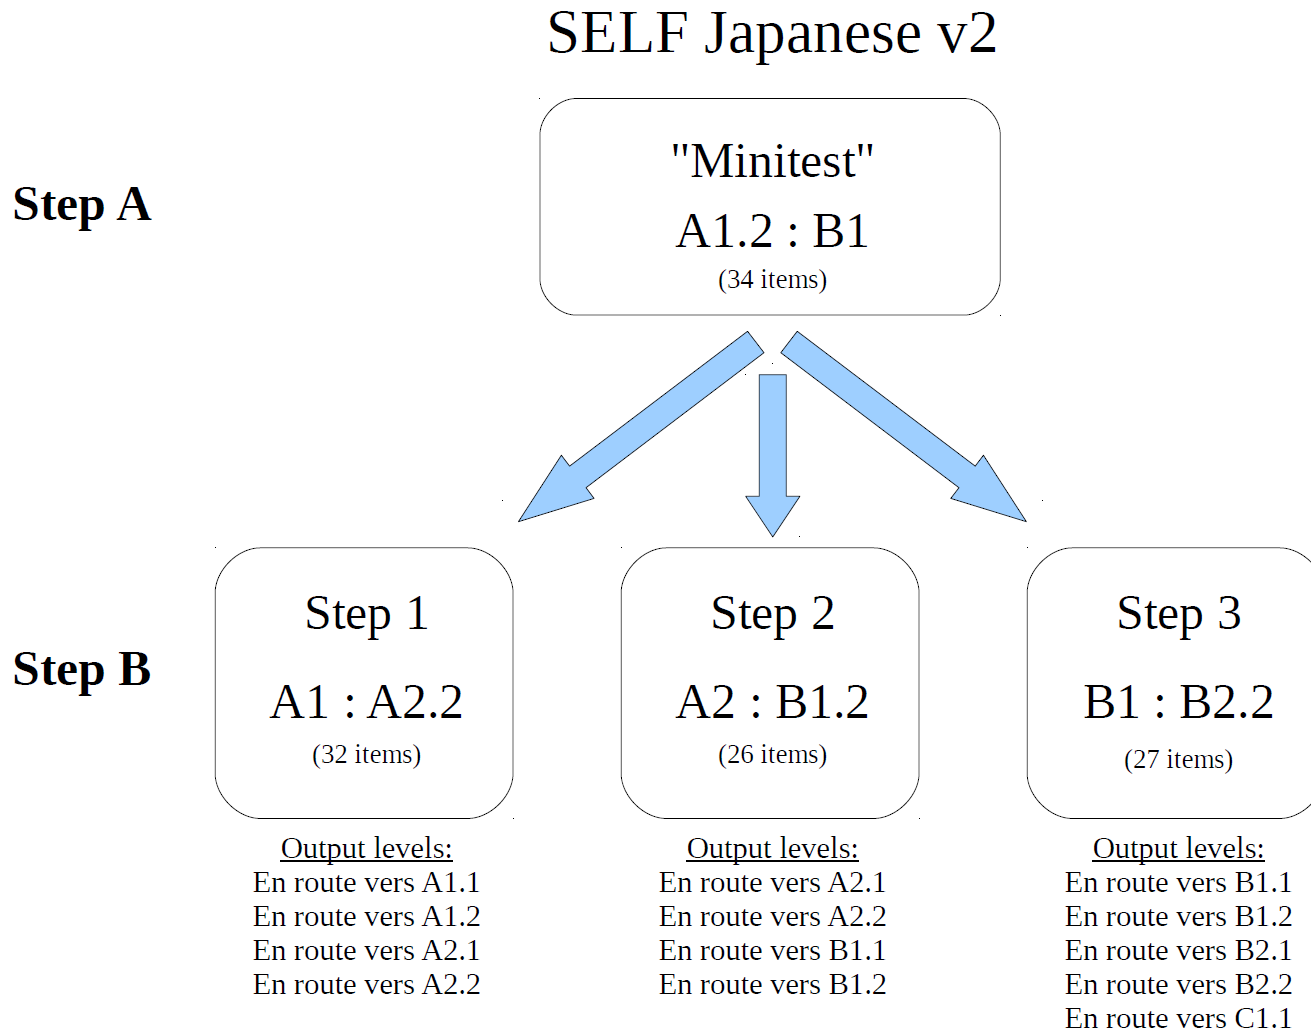 SELF Japanese v2
Step A
"Minitest"
A1.2 : B1
(34 items)
Step B
Step 1
A1 : A2.2
(32 items)
Output levels:
En route vers A1.1
En route vers A1.2
En route vers A2.1
En route vers A2.2
Step 2
A2 : B1.2
(26 items)
Output levels:
En route vers A2.1
En route vers A2.2
En route vers B1.1
En route vers B1.2
Step 3
B1 : B2.2
(27 items)
Output levels:
En route vers B1.1
En route vers B1.2
En route vers B2.1
En route vers B2.2
En route vers C1.1